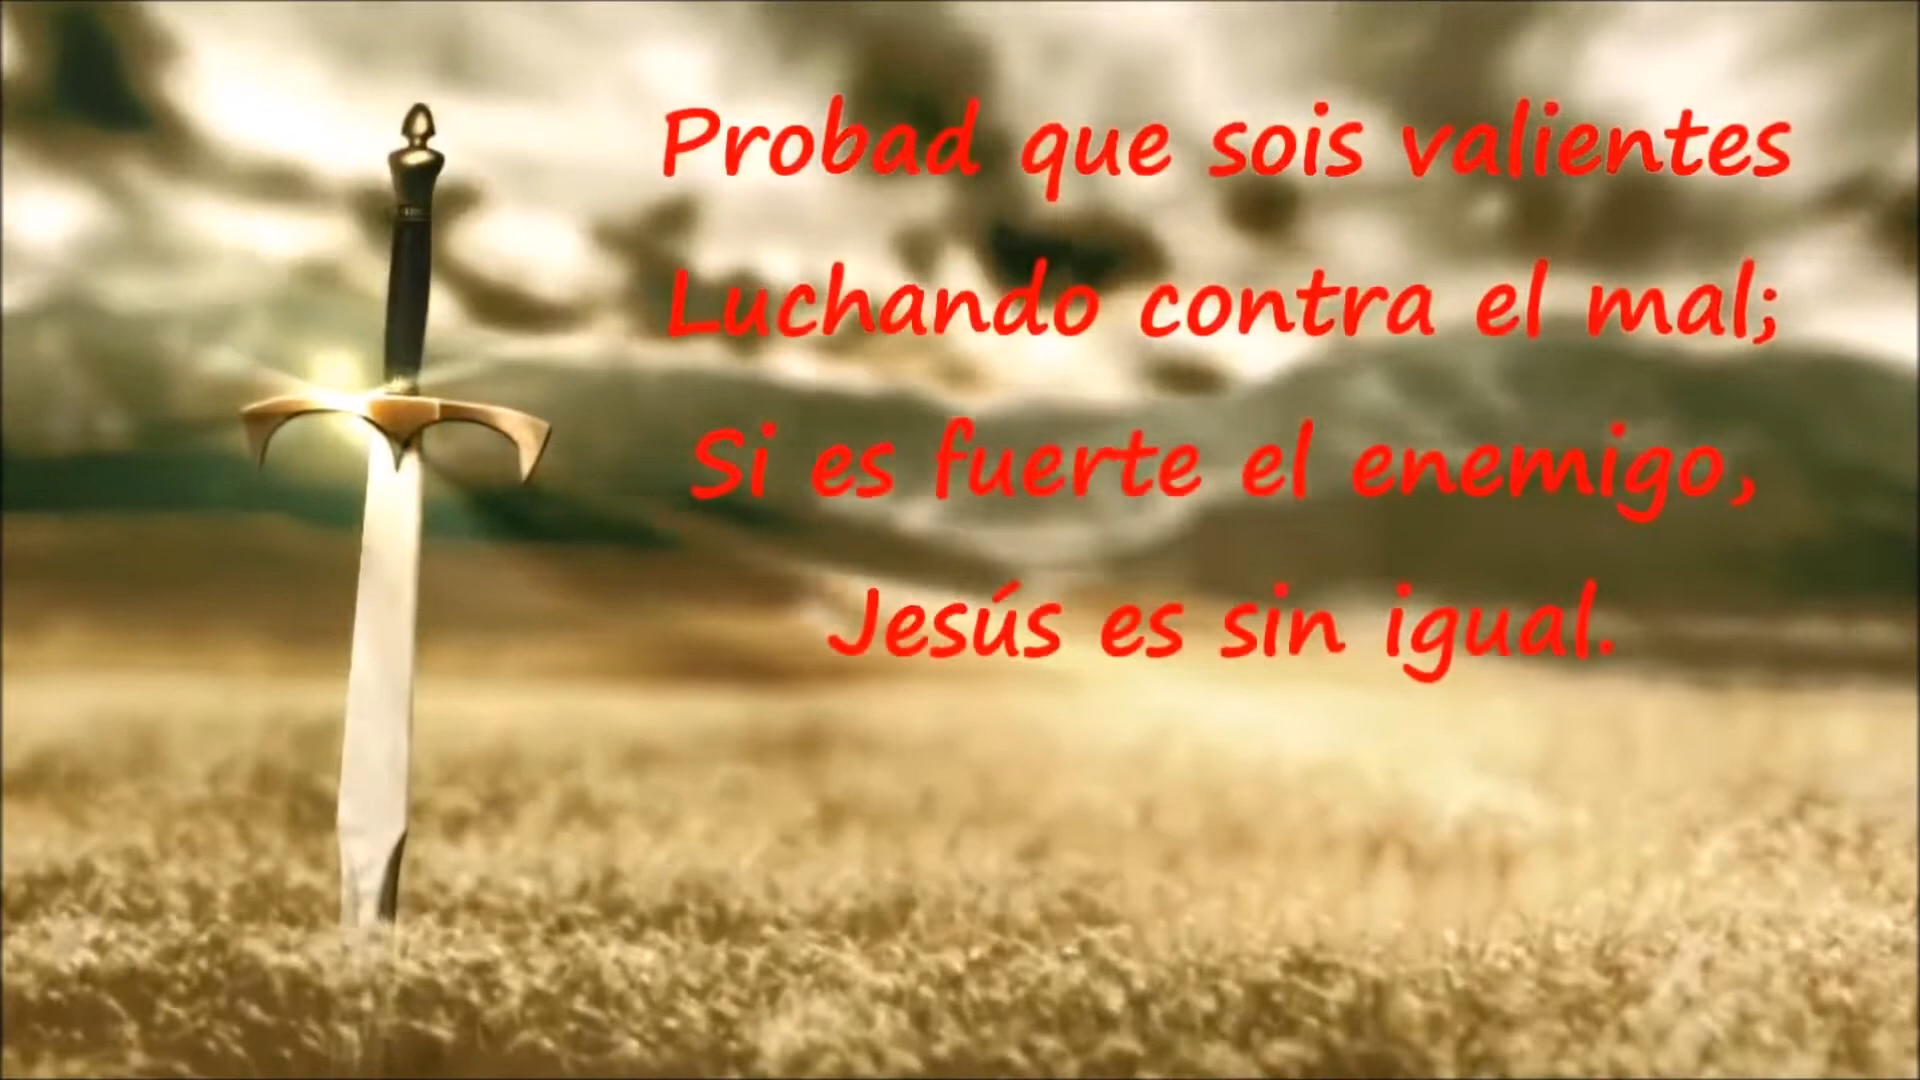 Probad que sois valientes
Luchando contra el mal;
Si es fuerte el enemigo,
Jesús es sin igual.